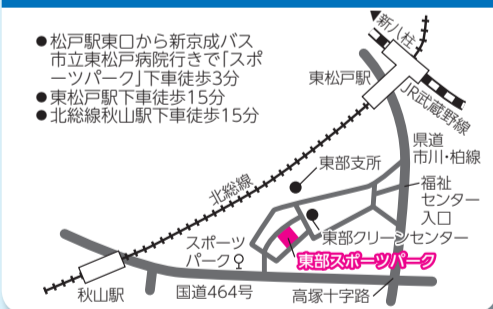 ●松戸駅東口から新京成バス
市立東松戸病院行きで「スポ
ーツパーク」下車徒歩3分
●東松戸駅下車徒歩15分
●北総線秋山駅下車徒歩15分
新八柱
東松戸駅
JR武蔵野線
県道
市川・柏線
東部支所
北総線
福祉
センター
入口
東部クリーンセンター
スポーツ
パーク
東部スポーツパーク
秋山駅
国道464号
高塚十字路